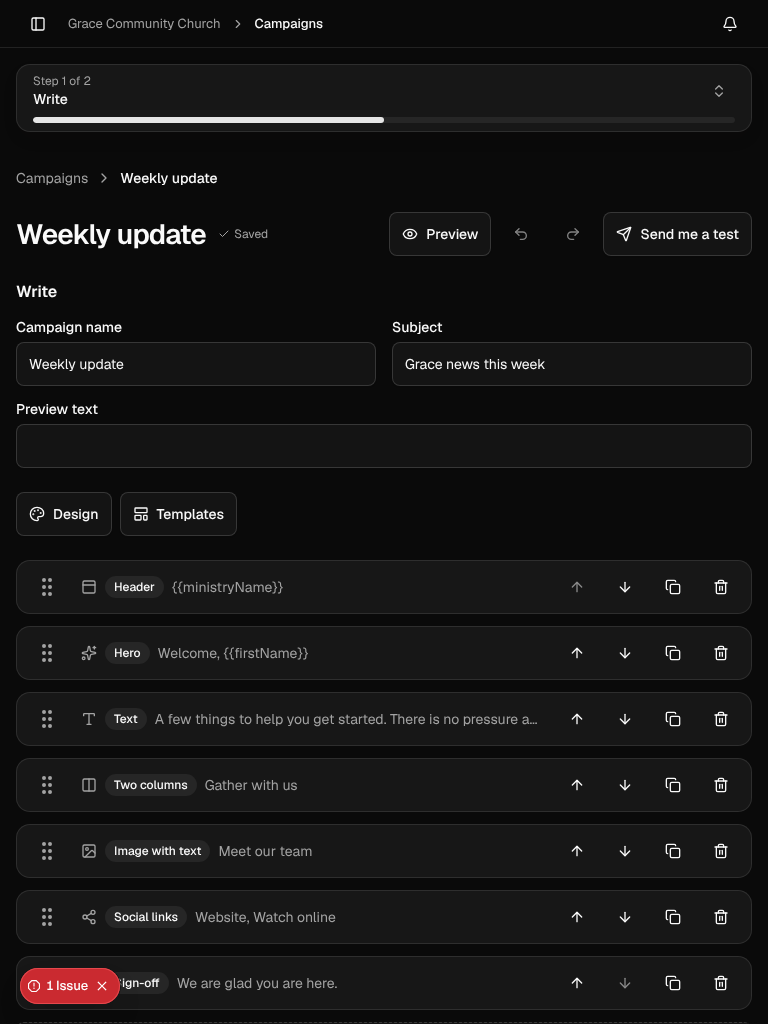 Grace Community Church > Campaigns
Step 1 of 2
Write
Campaigns > Weekly update
Weekly update
Saved
Preview
Send me a test
Write
Campaign name
Subject
Weekly update
Grace news this week
Preview text
Design
Templates
Header {{ministryName}}
Hero Welcome, {{firstName}}
Text A few things to help you get started. There is no pressure a...
Two columns Gather with us
Image with text Meet our team
Social links Website, Watch online
1 Issue
ign-off We are glad you are here.